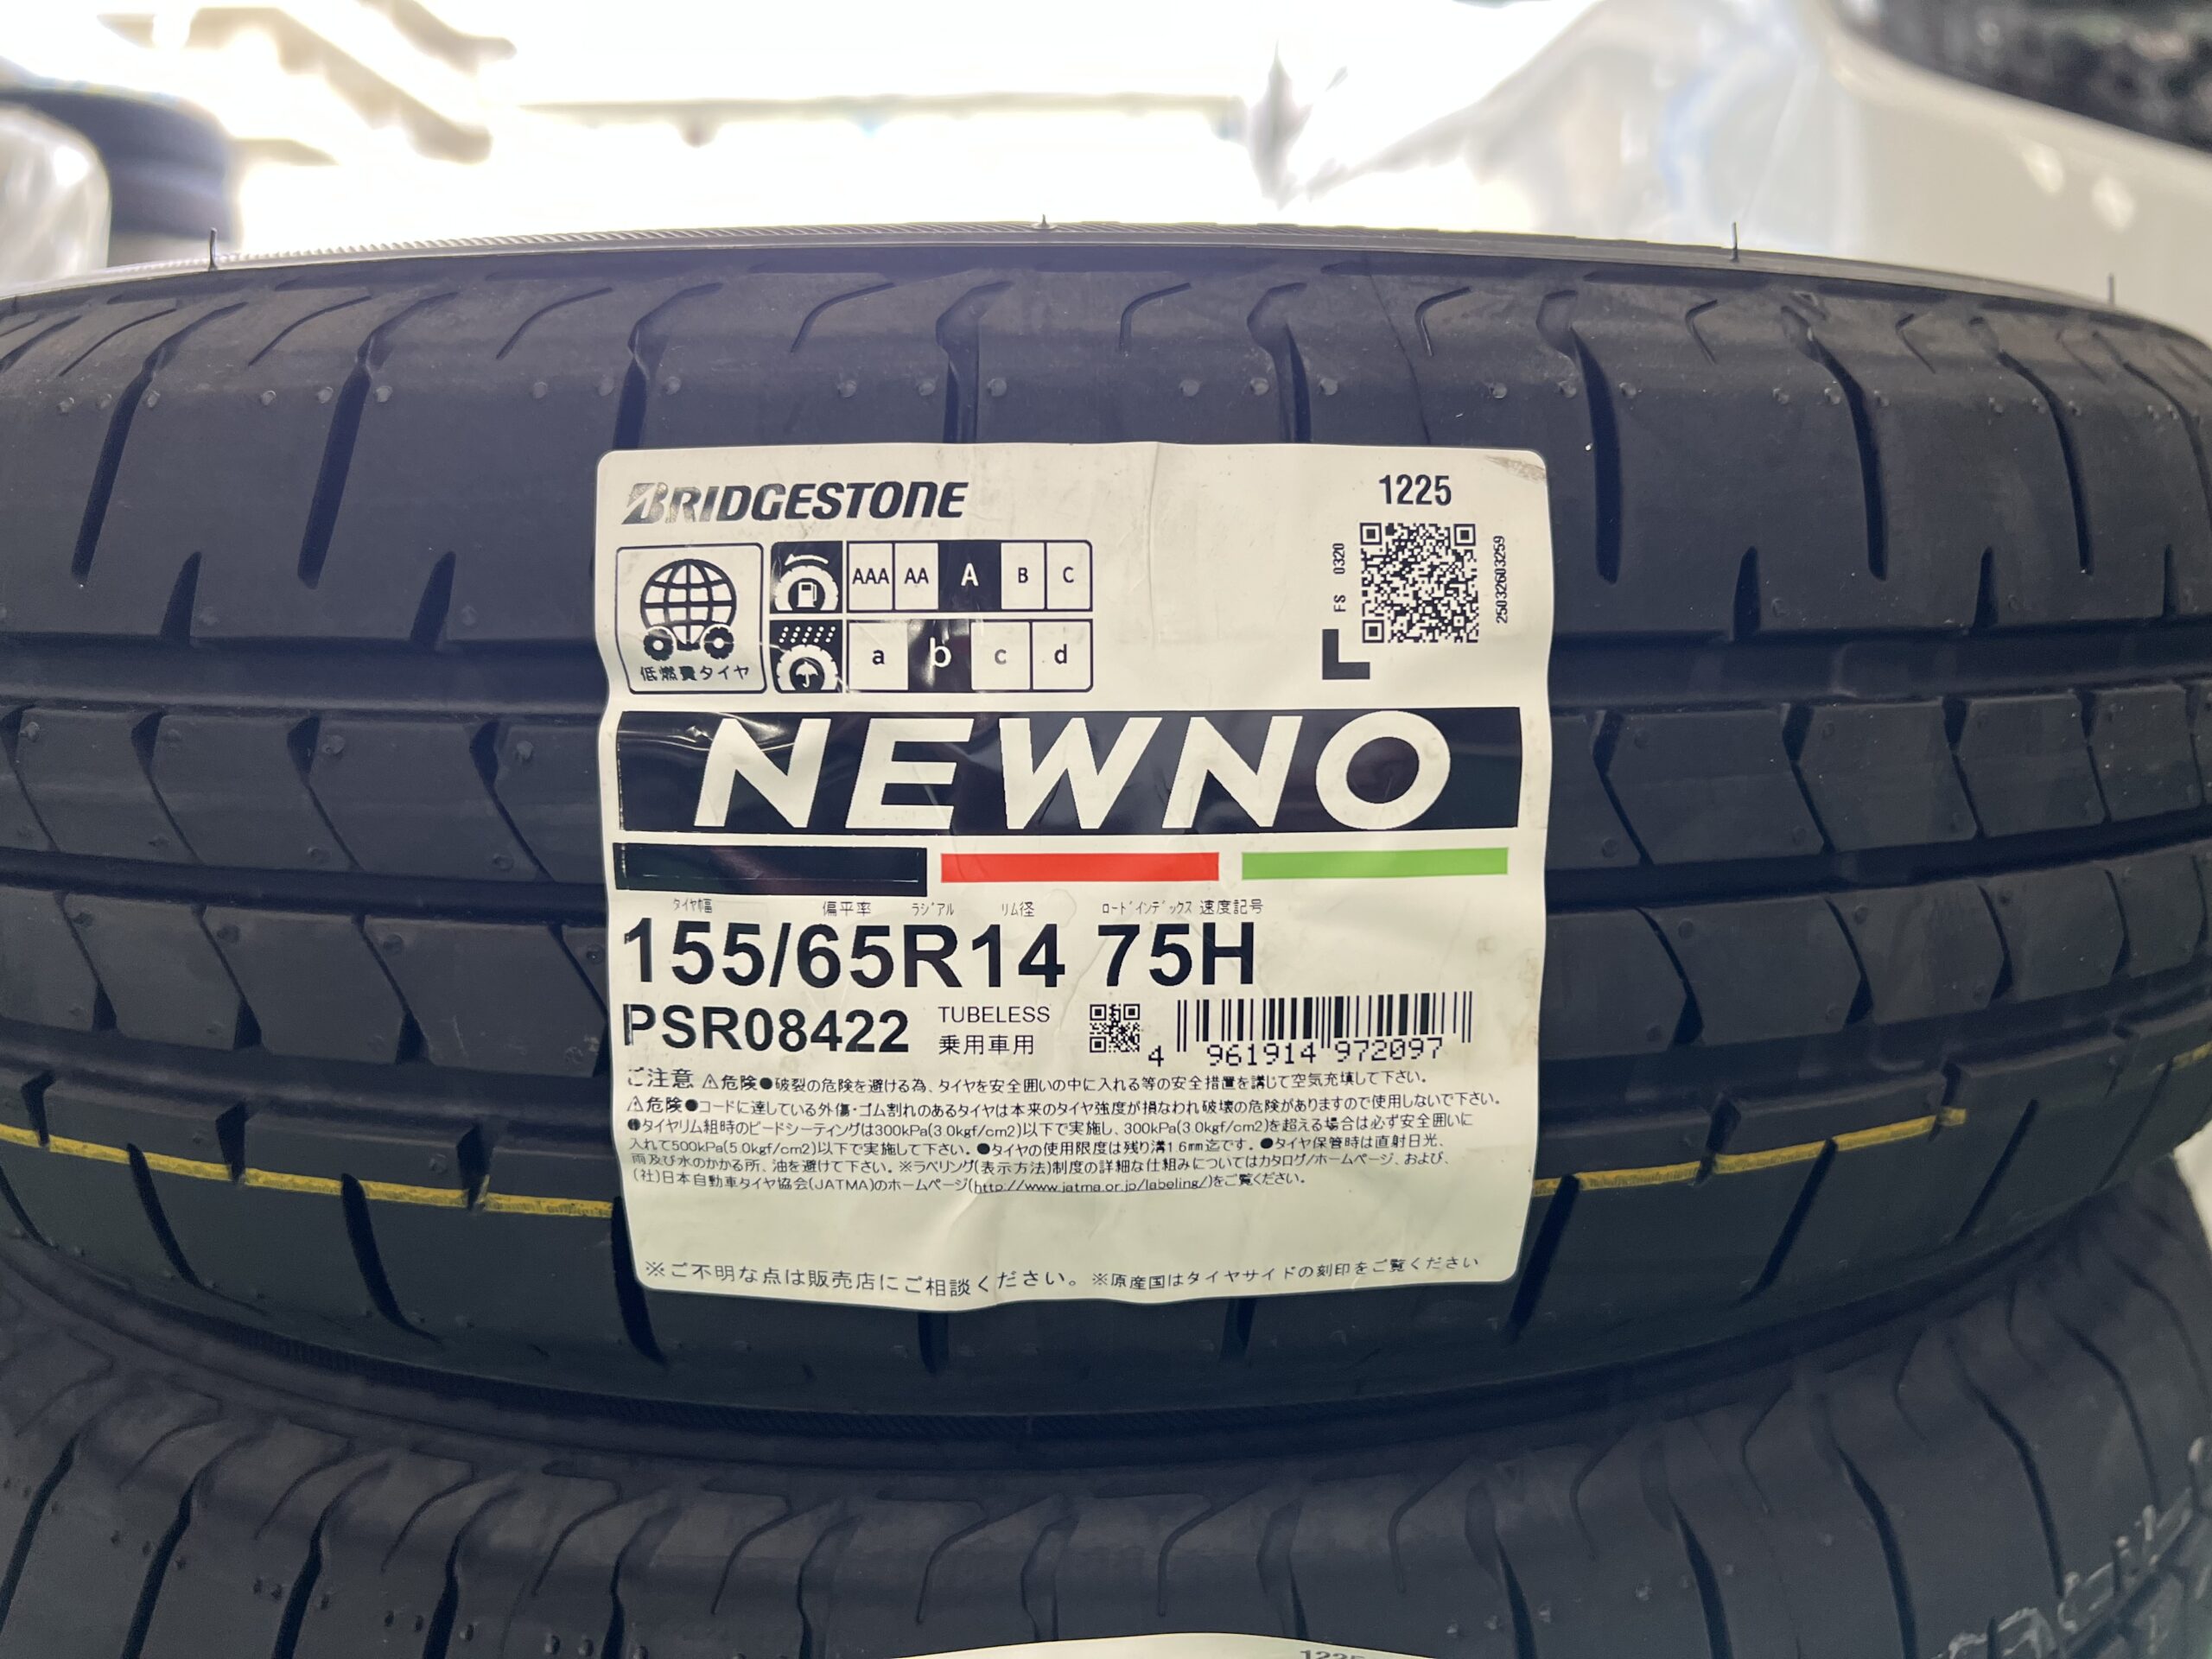 BRIDGESTONE
1225
AAA AA A B C
FS 0320
25032603259
a b c d
L
低燃費タイヤ
NEWNO
タイヤ幅 偏平率 ラジアル リム径 ロードインデックス 速度記号
155/65R14 75H
PSR08422 TUBELESS
乗用車用
4 961914 972097
ご注意 ⚠危険●破裂の危険を避ける為、タイヤを安全囲いの中に入れる等の安全措置を講じて空気充填して下さい。
⚠危険●コードに達している外傷・ゴム割れのあるタイヤは本来のタイヤ強度が損なわれ破壊の危険がありますので使用しないで下さい。
●タイヤリム組時のビードシーティングは300kPa(3.0kgf/cm2)以下で実施し、300kPa(3.0kgf/cm2)を超える場合は必ず安全囲いに
入れて500kPa(5.0kgf/cm2)以下で実施して下さい。●タイヤの使用限度は残り溝1.6mm迄です。●タイヤ保管時は直射日光、
雨及び水のかかる所、油を避けて下さい。※ラベリング(表示方法)制度の詳細な仕組みについてはカタログ/ホームページ、および、
(社)日本自動車タイヤ協会(JATMA)のホームページ(http://www.jatma.or.jp/labeling/)をご覧ください。
※ご不明な点は販売店にご相談ください。※原産国はタイヤサイドの刻印をご覧ください